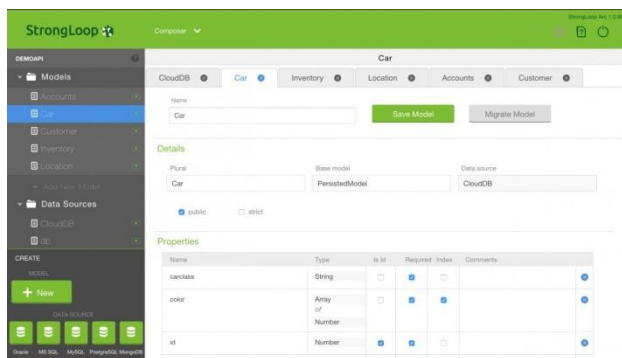 StrongLoop
Composer
StrongLoop Arc 1.0.8
DEMOAPI
Car
Models
CloudDB Car Inventory Location Accounts Customer
Accounts
Car
Customer
Inventory
Location
+ Add New Model
Data Sources
CloudDB
db
CREATE
MODEL
+ New
DATA SOURCE
Oracle MS SQL MySQL PostgreSQL MongoDB
Name
Car
Save Model
Migrate Model
Details
Plural Base model Data source
Car PersistedModel CloudDB
public strict
Properties
Name Type Is Id Required Index Comments
carclass String
color Array
of
Number
id Number